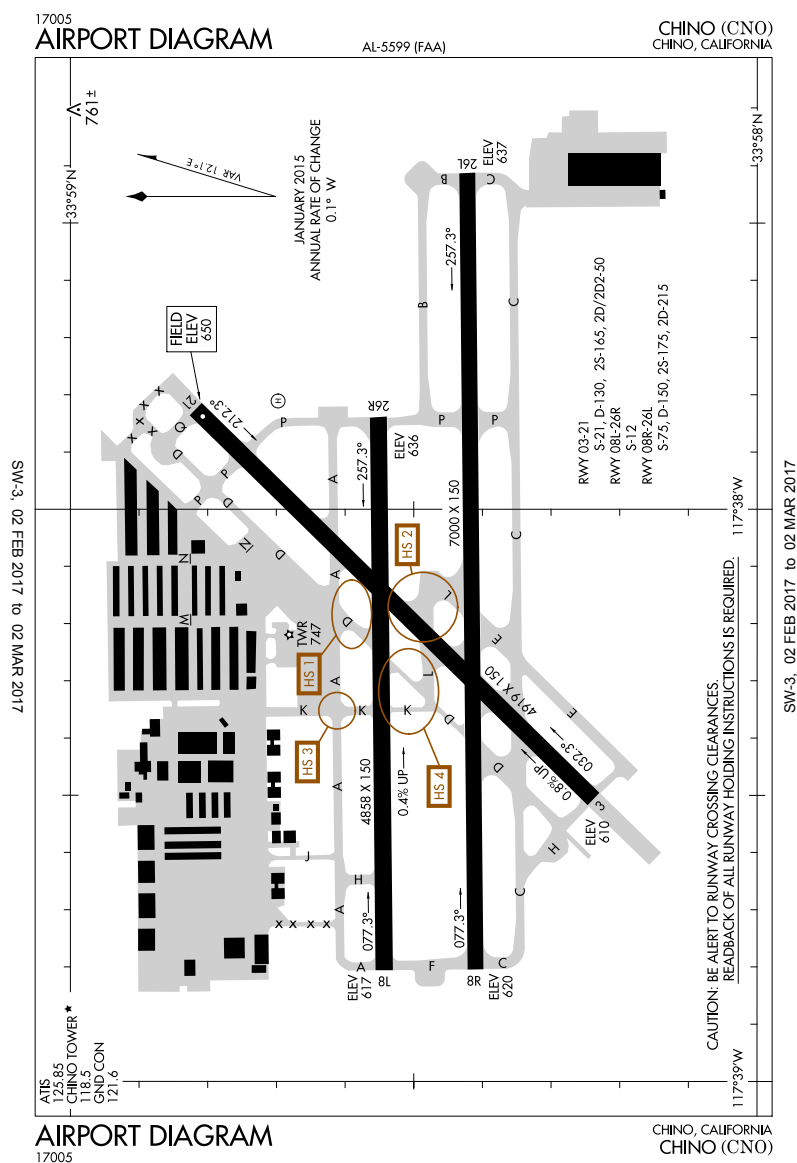 17005
AIRPORT DIAGRAM
AL-5599 (FAA)
CHINO (CNO)
CHINO, CALIFORNIA
761±
33°59'N
33°58'N
VAR 12.1°E
JANUARY 2015
ANNUAL RATE OF CHANGE
0.1° W
26L
ELEV
637
B
C
257.3°
B
C
FIELD
ELEV
650
21
212.3°
H
X X X X
Q
D
P
26R
ELEV
636
P
P
RWY 03-21
S-21, D-130, 2S-165, 2D/2D2-50
RWY 08L-26R
S-12
RWY 08R-26L
S-75, D-150, 2S-175, 2D-215
257.3°
A
P
D
7000 X 150
117°38'W
C
N
N
D
A
HS 2
L
W
D
TWR
747
E
HS 1
A
L
4919 X 150
E
K
K
K
D
HS 3
HS 4
A
4858 X 150
0.4% UP
D
032.3°
0.8% UP
3
ELEV
610
J
H
H
C
A
X X X X
077.3°
077.3°
A
F
C
ELEV
617
8L
8R
ELEV
620
CAUTION: BE ALERT TO RUNWAY CROSSING CLEARANCES.
READBACK OF ALL RUNWAY HOLDING INSTRUCTIONS IS REQUIRED.
ATIS
125.85
CHINO TOWER★
118.5
GND CON
121.6
117°39'W
SW-3, 02 FEB 2017 to 02 MAR 2017
SW-3, 02 FEB 2017 to 02 MAR 2017
AIRPORT DIAGRAM
17005
CHINO, CALIFORNIA
CHINO (CNO)